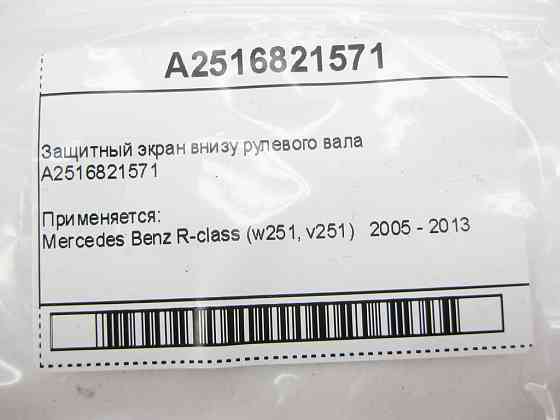 A2516821571
Защитный экран внизу рулевого вала
A2516821571
Применяется:
Mercedes Benz R-class (w251, v251) 2005 - 2013